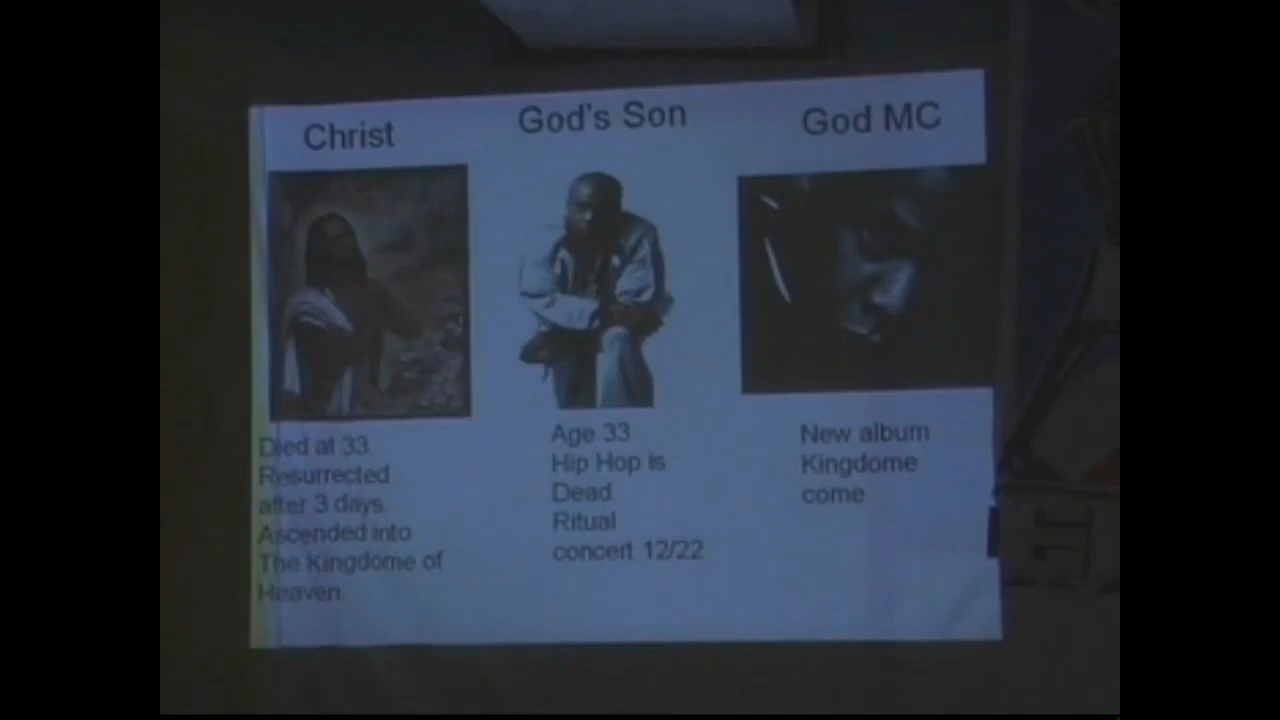 Christ
God's Son
God MC
Died at 33.
Resurrected
after 3 days.
Ascended into
The Kingdome of
Heaven.
Age 33
Hip Hop is
Dead.
Ritual
concert 12/22
New album
Kingdome
come